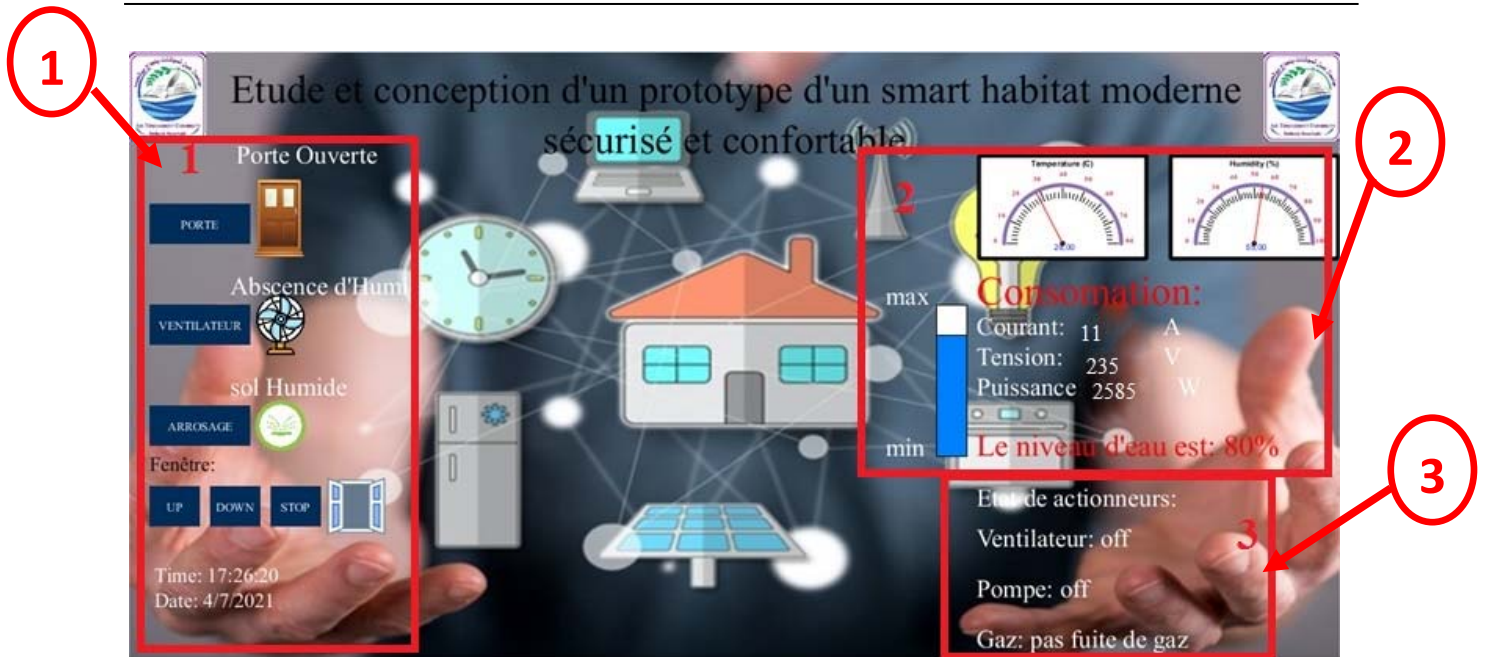 1
Etude et conception d'un prototype d'un smart habitat moderne
sécurisé et confortable
1
Porte Ouverte
PORTE
Abscence d'Humi
VENTILATEUR
sol Humide
ARROSAGE
Fenêtre:
UP DOWN STOP
Time: 17:26:20
Date: 4/7/2021
2
2
Temperature (C)
Humidity (%)
max
min
Consomation:
Courant: 11 A
Tension: 235 V
Puissance 2585 W
Le niveau d'eau est: 80%
3
3
Etat de actionneurs:
Ventilateur: off
Pompe: off
Gaz: pas fuite de gaz